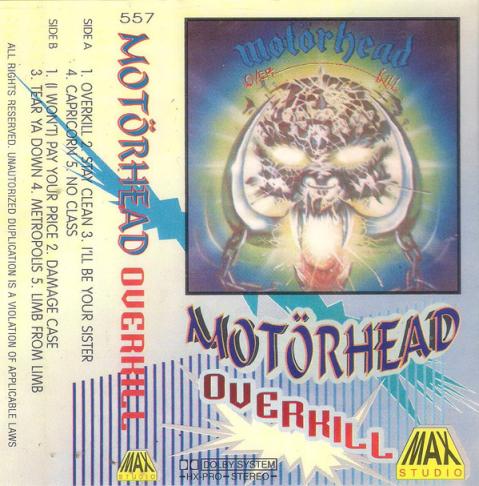 557
MOTÖRHEAD OVERKILL
SIDE A
1. OVERKILL 2. STAY CLEAN 3. I'LL BE YOUR SISTER
4. CAPRICORN 5. NO CLASS
SIDE B
1. (I WON'T) PAY YOUR PRICE 2. DAMAGE CASE
3. TEAR YA DOWN 4. METROPOLIS 5. LIMB FROM LIMB
ALL RIGHTS RESERVED. UNAUTORIZED DUPLICATION IS A VIOLATION OF APPLICABLE LAWS
MAX
STUDIO
motörhead
OVER KILL
MOTÖRHEAD
OVERKILL
DOLBY SYSTEM
HX-PRO-STEREO
MAX
STUDIO